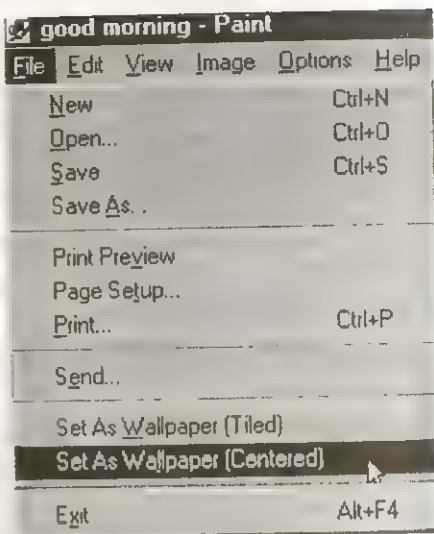 good morning - Paint
File Edit View Image Options Help
New Ctrl+N
Open... Ctrl+O
Save Ctrl+S
Save As. .
Print Preview
Page Setup...
Print... Ctrl+P
Send...
Set As Wallpaper (Tiled)
Set As Wallpaper (Centered)
Exit Alt+F4